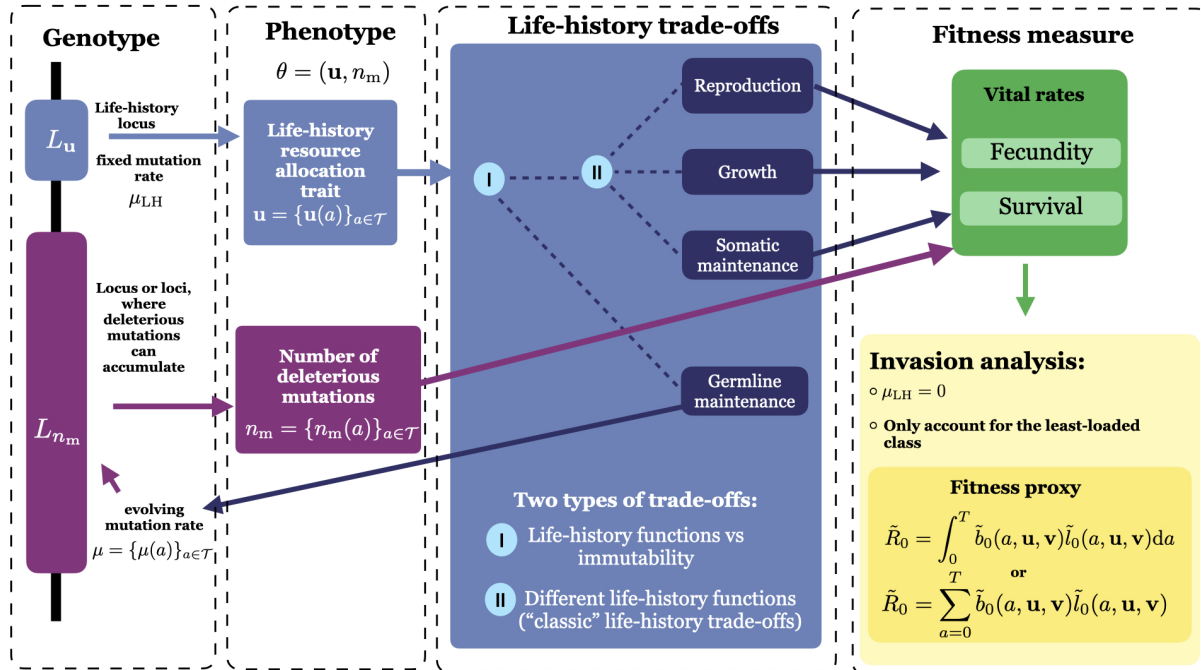 Genotype
Life-history
locus
L_u
fixed mutation
rate
μ_LH
Locus or loci,
where
deleterious
mutations
can
accumulate
L_{n_m}
evolving
mutation rate
μ = {μ(a)}_{a∈𝒯}
Phenotype
θ = (u, n_m)
Life-history
resource
allocation
trait
u = {u(a)}_{a∈𝒯}
Number of
deleterious
mutations
n_m = {n_m(a)}_{a∈𝒯}
Life-history trade-offs
Reproduction
I
II
Growth
Somatic
maintenance
Germline
maintenance
Two types of trade-offs:
I
Life-history functions vs
immutability
II
Different life-history functions
(“classic” life-history trade-offs)
Fitness measure
Vital rates
Fecundity
Survival
Invasion analysis:
∘ μ_LH = 0
∘ Only account for the least-loaded
class
Fitness proxy
R̃_0 = ∫_0^T b̃_0(a, u, v)l̃_0(a, u, v)da
or
R̃_0 = ∑_{a=0}^T b̃_0(a, u, v)l̃_0(a, u, v)